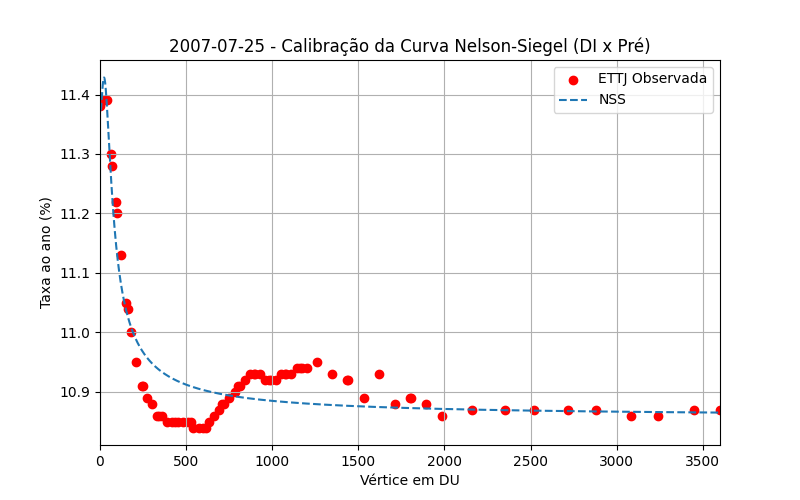 2007-07-25 - Calibração da Curva Nelson-Siegel (DI x Pré)
ETTJ Observada
NSS
Taxa ao ano (%)
11.4
11.3
11.2
11.1
11.0
10.9
0 500 1000 1500 2000 2500 3000 3500
Vértice em DU